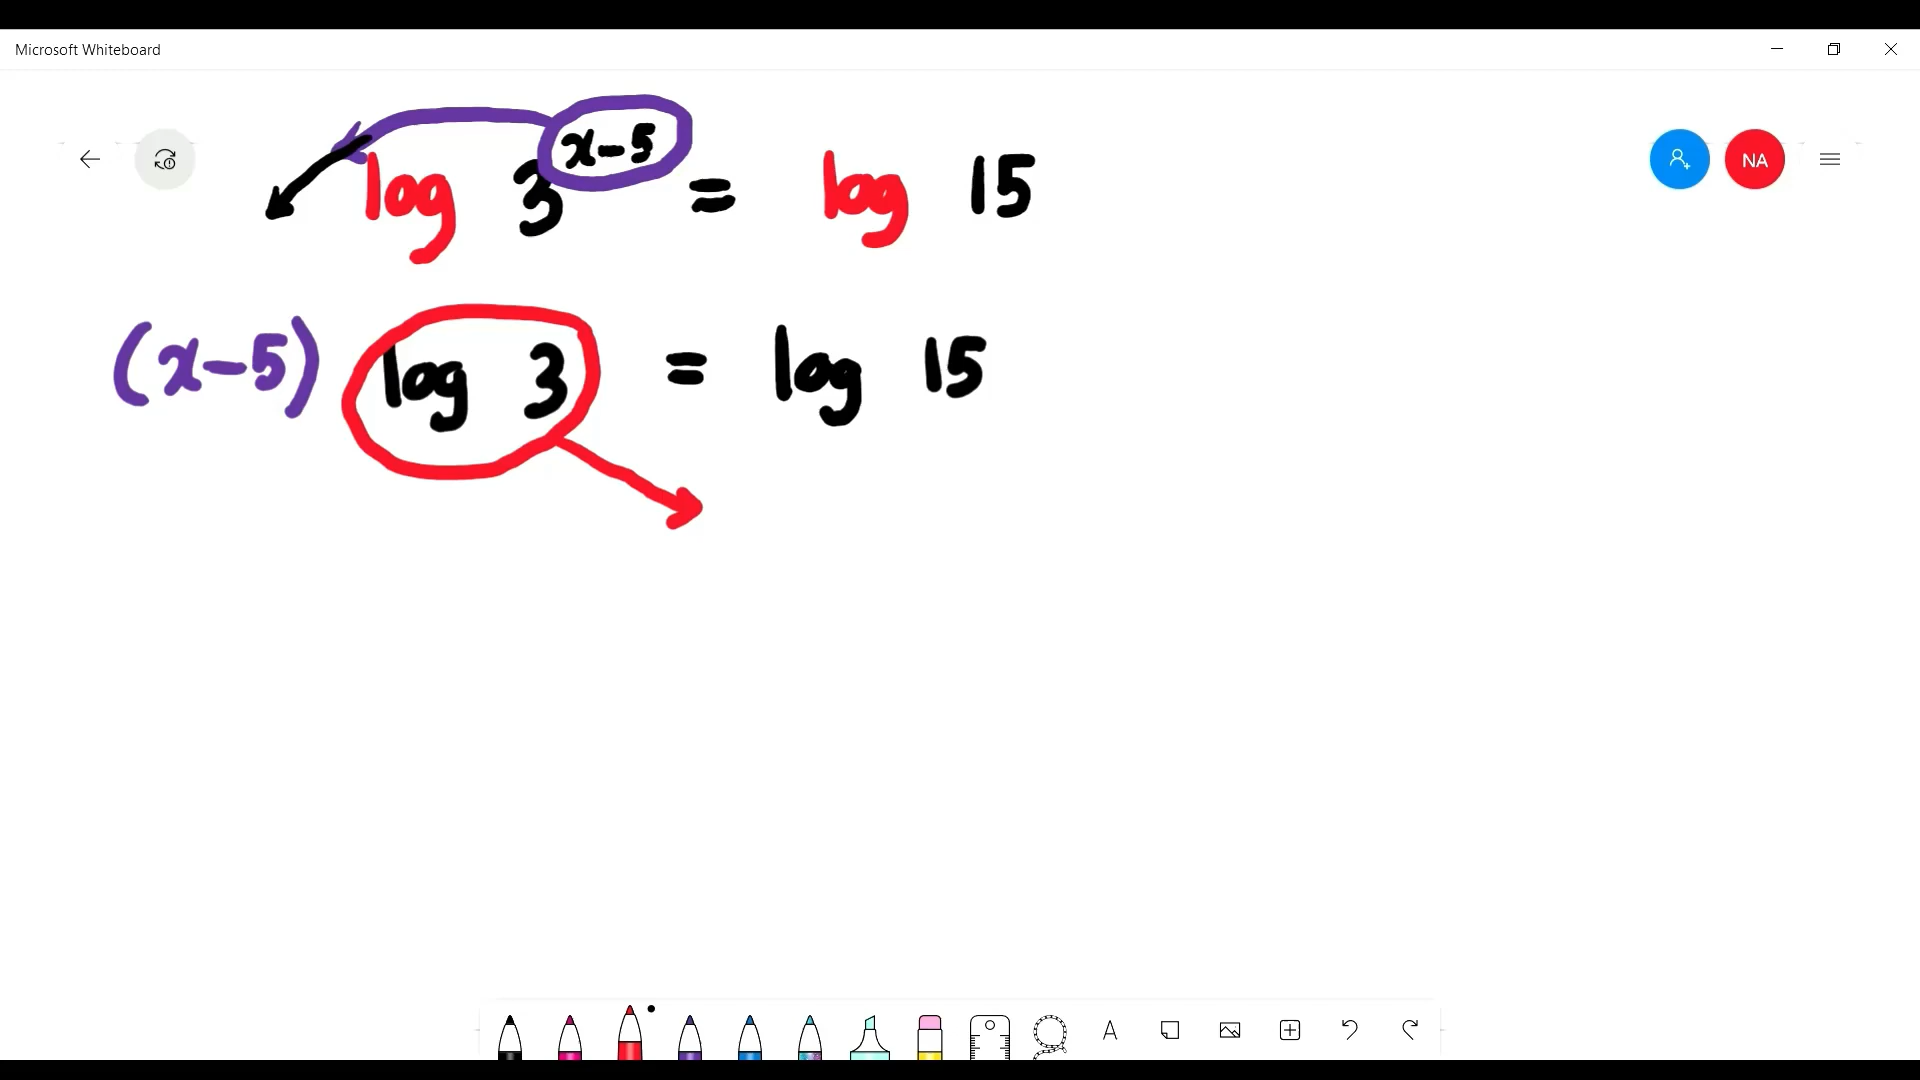 Microsoft Whiteboard
log 3^{x-5} = log 15
NA
(x-5) log 3 = log 15
A